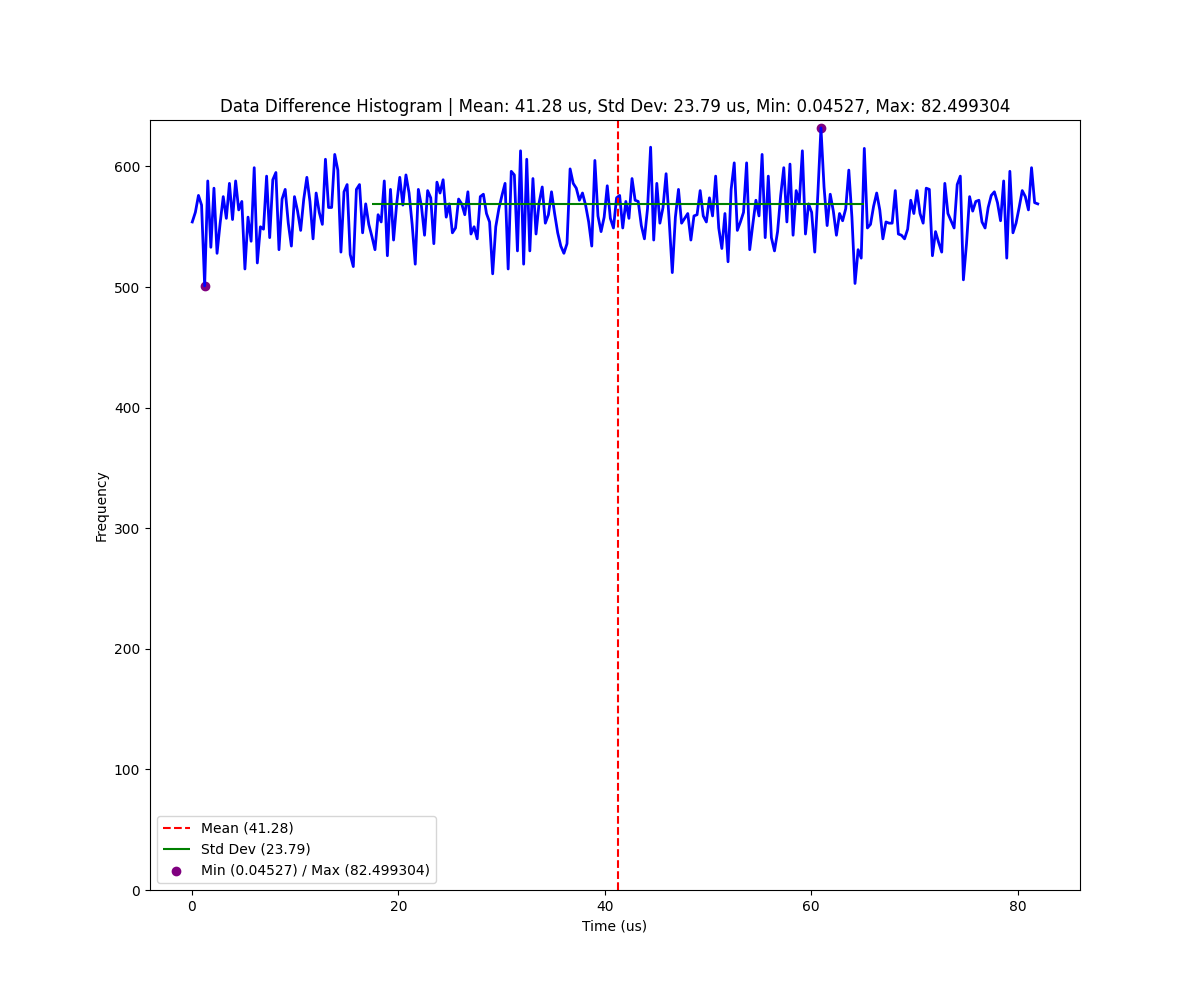 Data Difference Histogram | Mean: 41.28 us, Std Dev: 23.79 us, Min: 0.04527, Max: 82.499304
600
500
400
300
200
100
0
Frequency
Mean (41.28)
Std Dev (23.79)
Min (0.04527) / Max (82.499304)
0 20 40 60 80
Time (us)